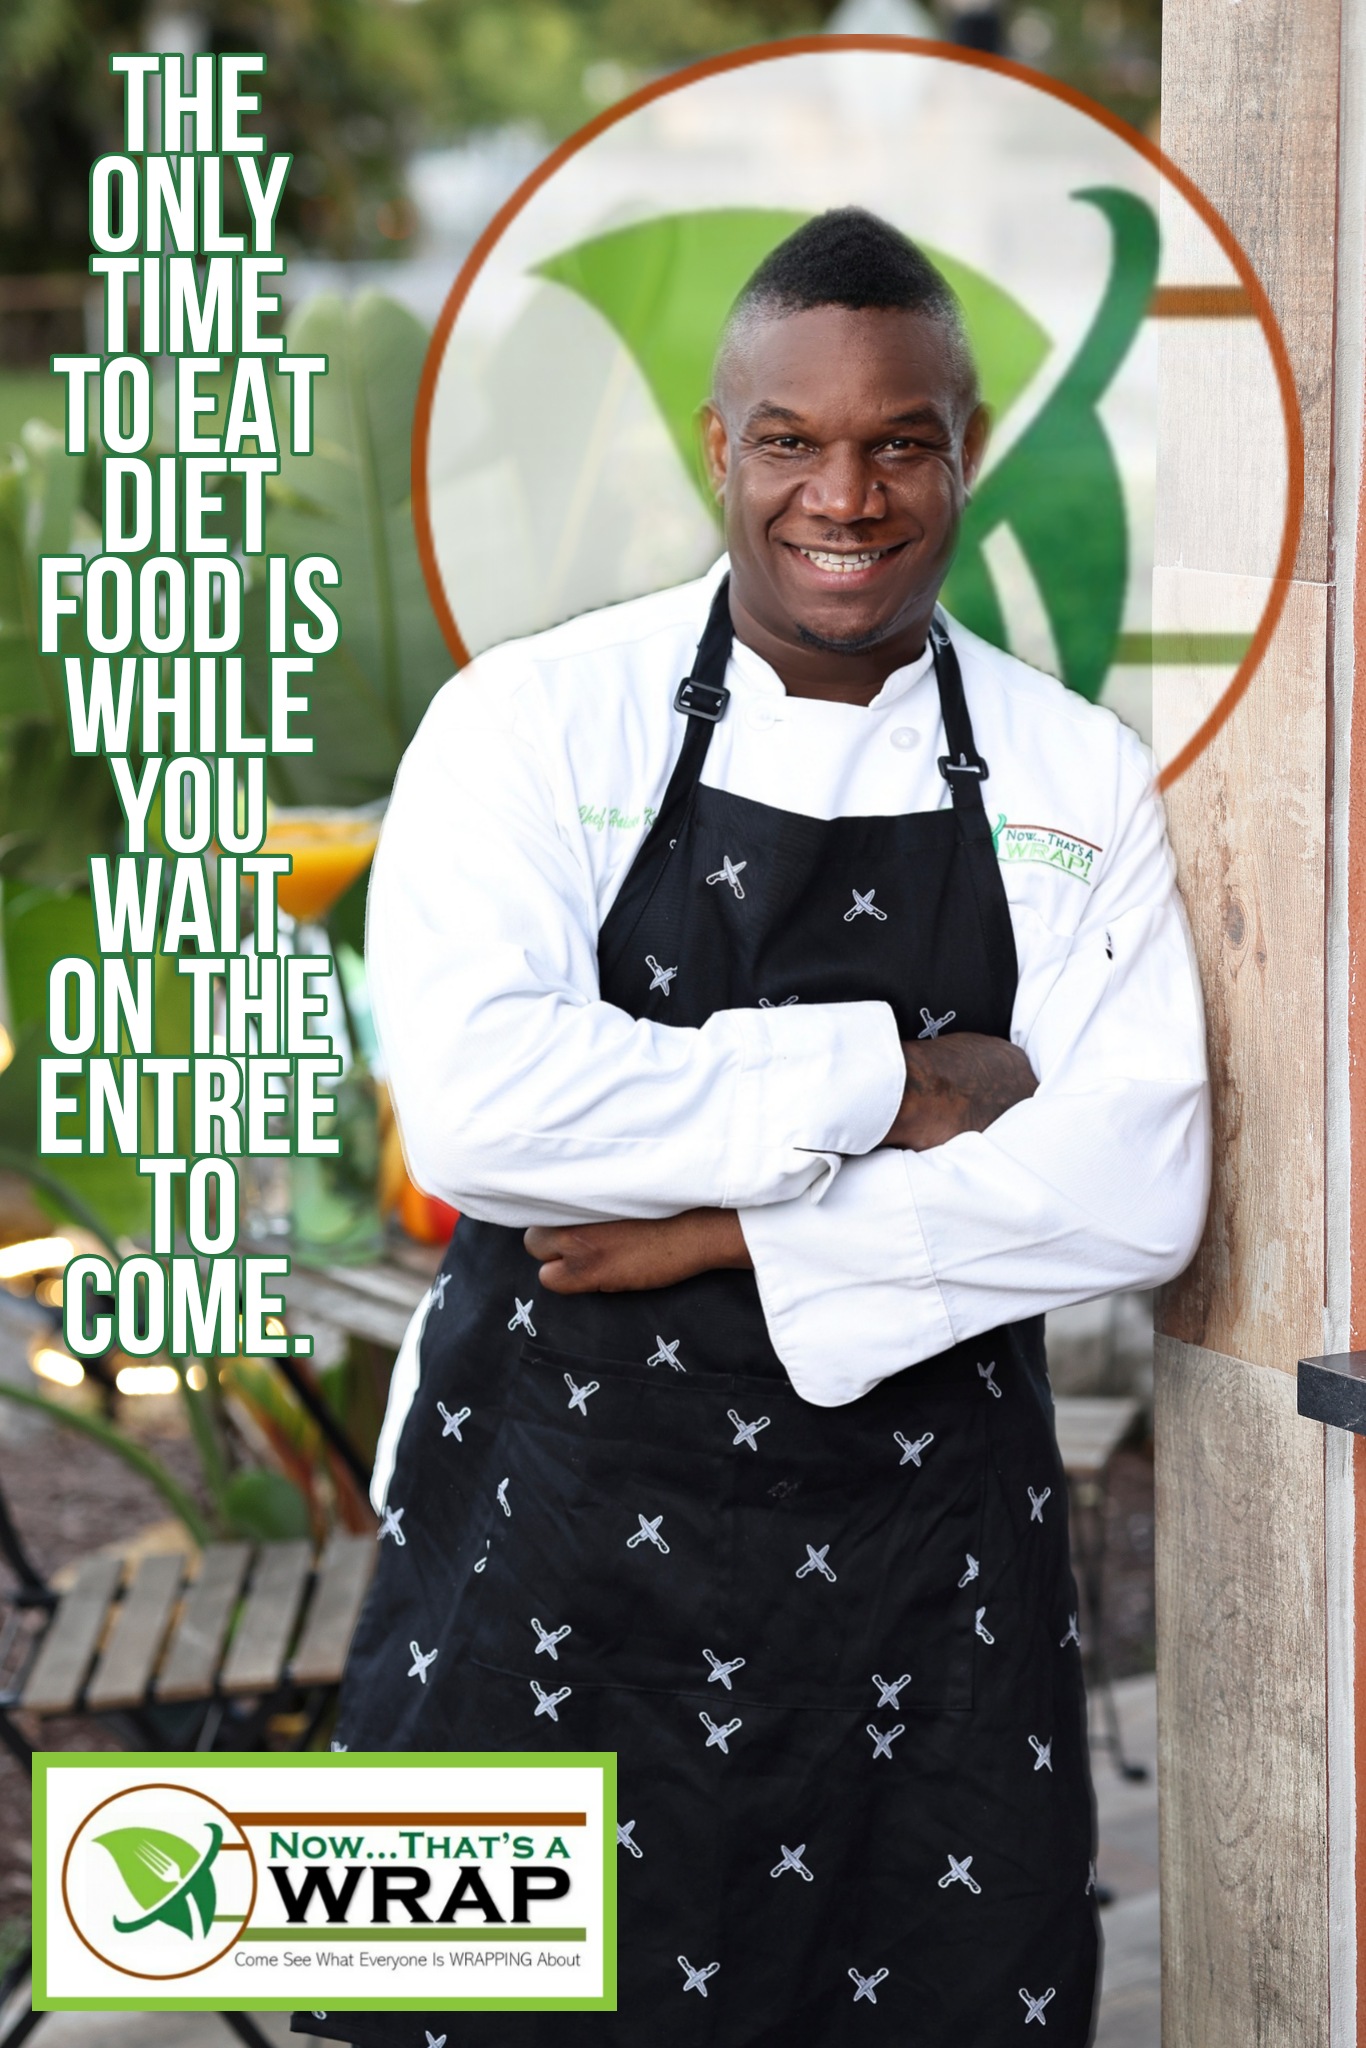 THE
ONLY
TIME
TO EAT
DIET
FOOD IS
WHILE
YOU
WAIT
ON THE
ENTREE
TO
COME.
Chef
NOW... THAT'S A
WRAP!
NOW...THAT'S A
WRAP
Come See What Everyone Is WRAPPING About